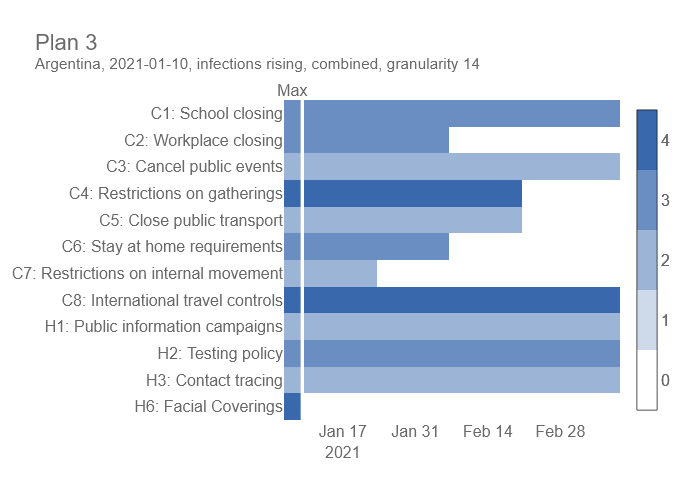 Plan 3
Argentina, 2021-01-10, infections rising, combined, granularity 14
Max
C1: School closing
C2: Workplace closing
C3: Cancel public events
C4: Restrictions on gatherings
C5: Close public transport
C6: Stay at home requirements
C7: Restrictions on internal movement
C8: International travel controls
H1: Public information campaigns
H2: Testing policy
H3: Contact tracing
H6: Facial Coverings
Jan 17 Jan 31 Feb 14 Feb 28
2021
4
3
2
1
0